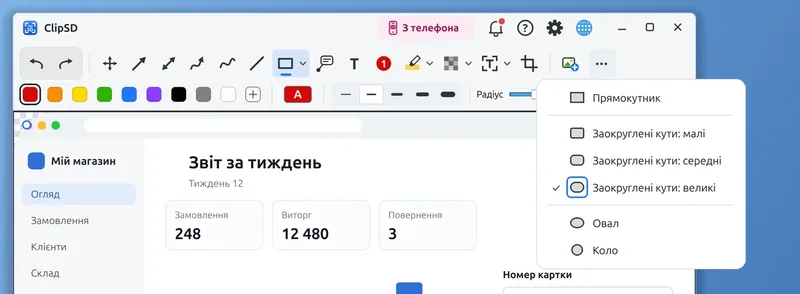 ClipSD
З телефона
T
1
T
A
Радіус
Прямокутник
Заокруглені кути: малі
Заокруглені кути: середні
Заокруглені кути: великі
Овал
Коло
Мій магазин
Огляд
Замовлення
Клієнти
Склад
Звіт за тиждень
Тиждень 12
Замовлення
248
Виторг
12 480
Повернення
3
Номер картки